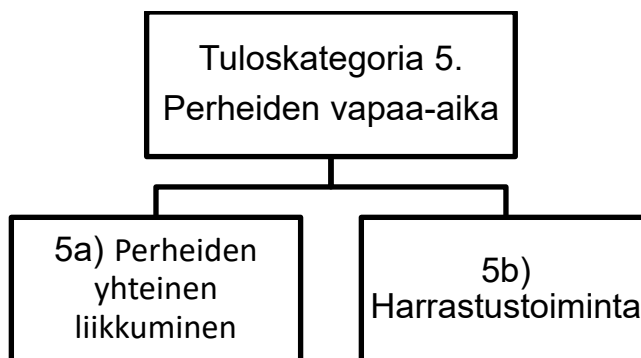 Tuloskategoria 5.
Perheiden vapaa-aika
5a) Perheiden
yhteinen
liikkuminen
5b)
Harrastustoiminta